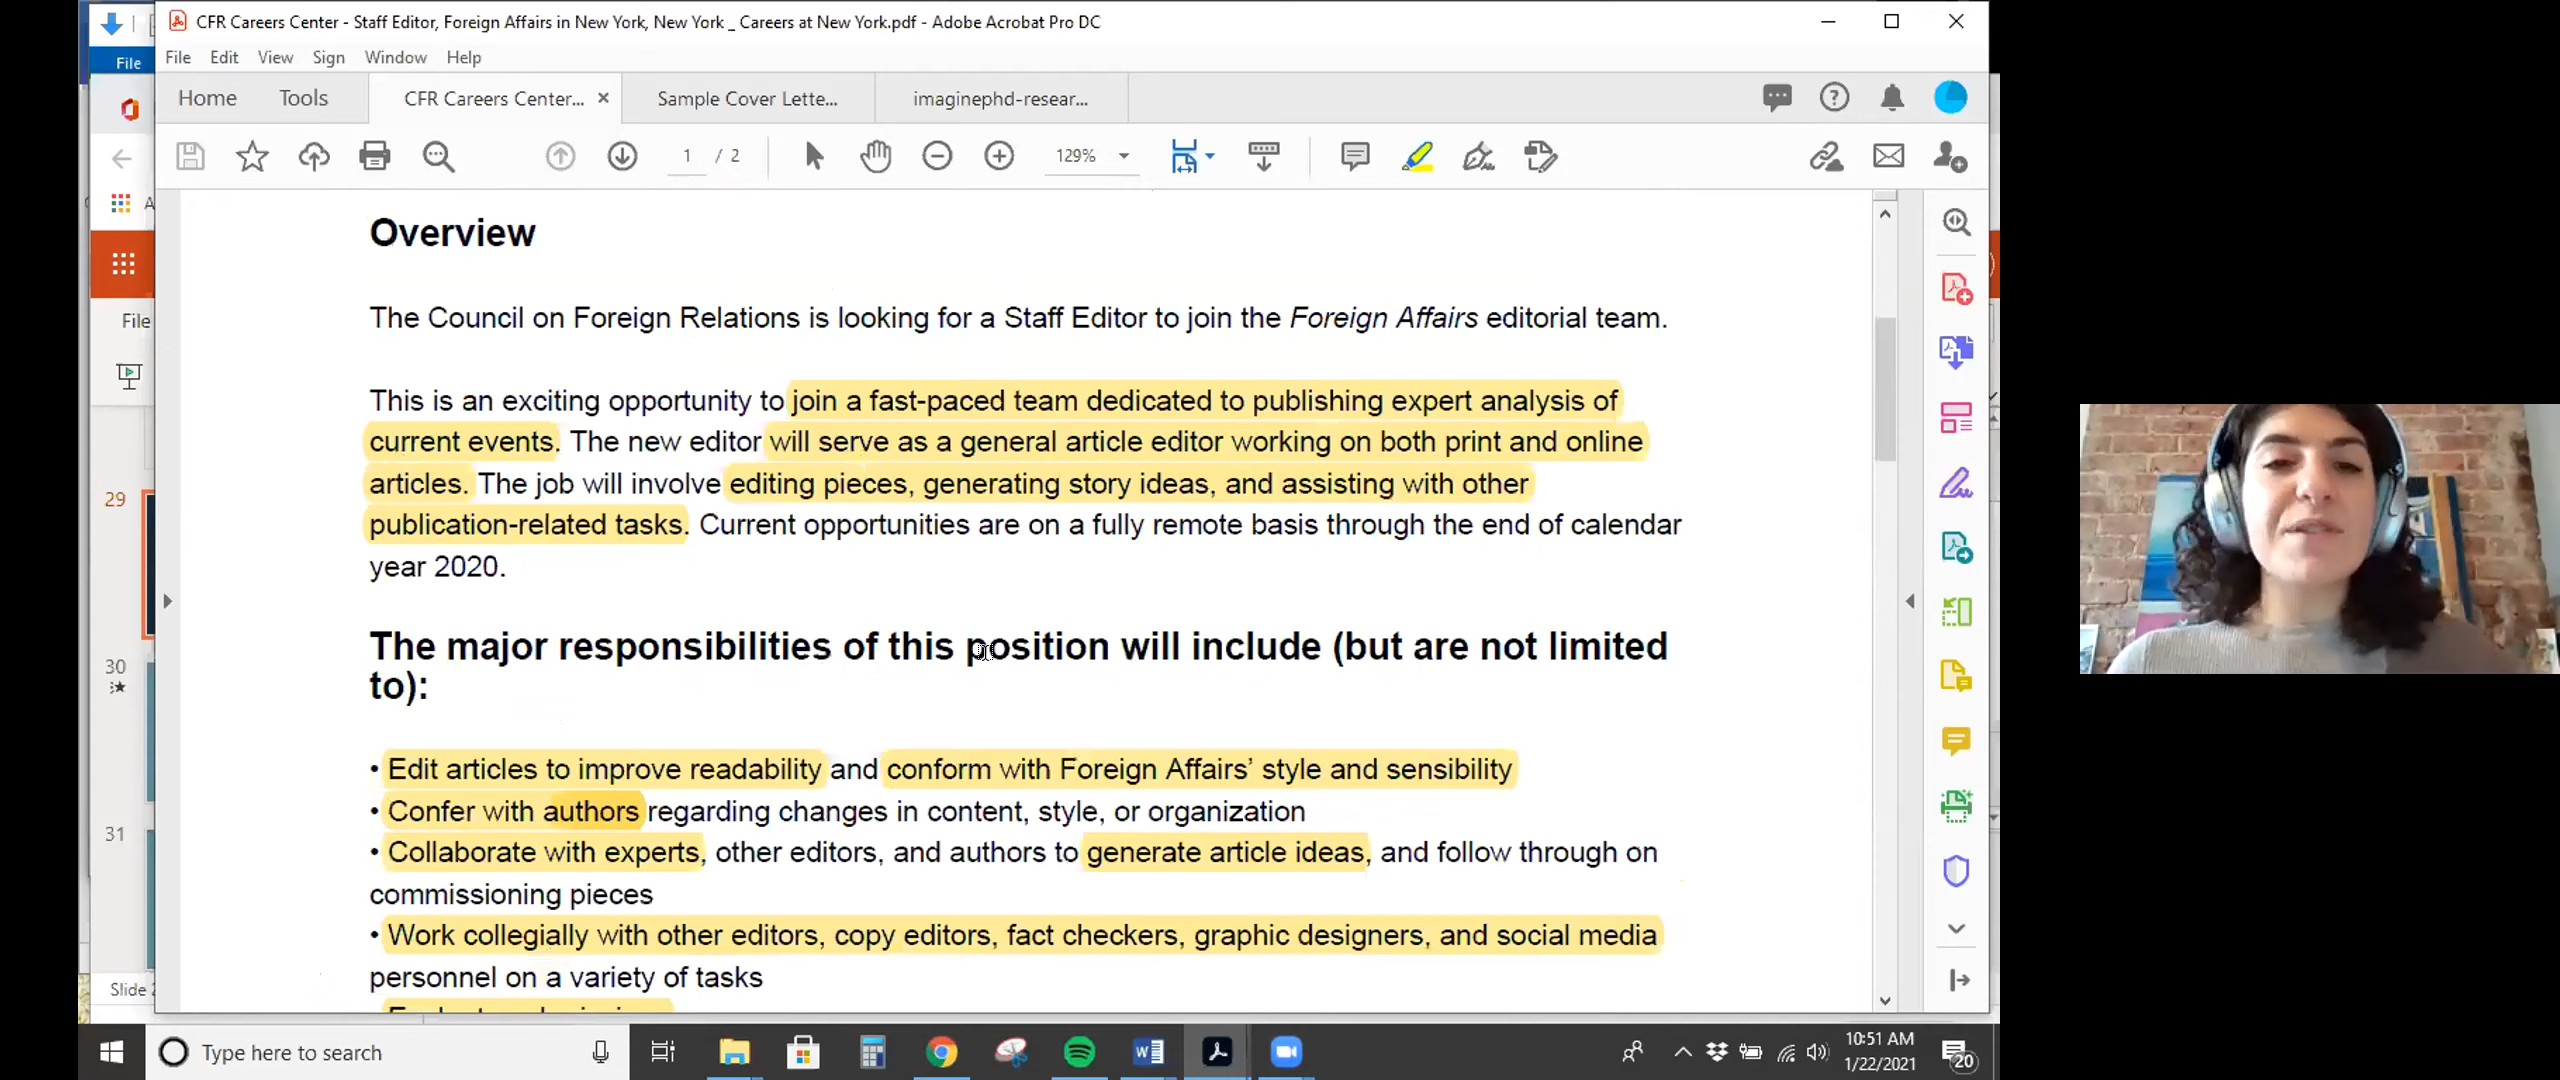 CFR Careers Center - Staff Editor, Foreign Affairs in New York, New York _ Careers at New York.pdf - Adobe Acrobat Pro DC
File
File Edit View Sign Window Help
Home Tools CFR Careers Center... Sample Cover Lette... imaginephd-resear...
1 / 2 129%
A
Overview
The Council on Foreign Relations is looking for a Staff Editor to join the Foreign Affairs editorial team.
File
This is an exciting opportunity to join a fast-paced team dedicated to publishing expert analysis of
current events. The new editor will serve as a general article editor working on both print and online
articles. The job will involve editing pieces, generating story ideas, and assisting with other
29
publication-related tasks. Current opportunities are on a fully remote basis through the end of calendar
year 2020.
The major responsibilities of this position will include (but are not limited
30
to):
• Edit articles to improve readability and conform with Foreign Affairs' style and sensibility
• Confer with authors regarding changes in content, style, or organization
31
• Collaborate with experts, other editors, and authors to generate article ideas, and follow through on
commissioning pieces
• Work collegially with other editors, copy editors, fact checkers, graphic designers, and social media
personnel on a variety of tasks
Slide
Type here to search
10:51 AM
1/22/2021
20